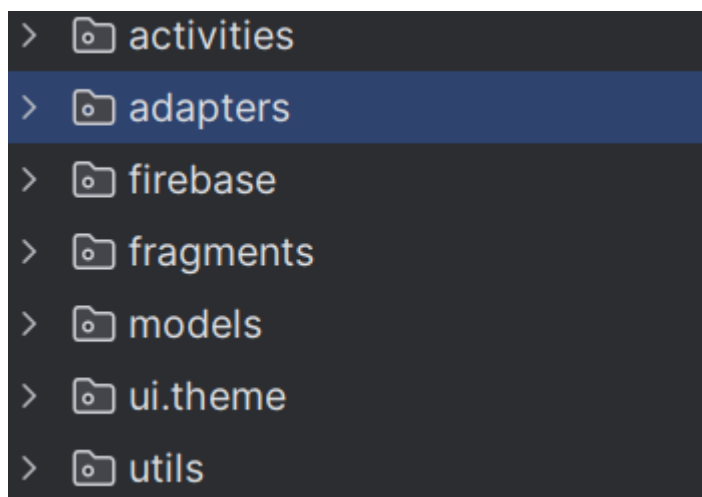 activities
adapters
firebase
fragments
models
ui.theme
utils